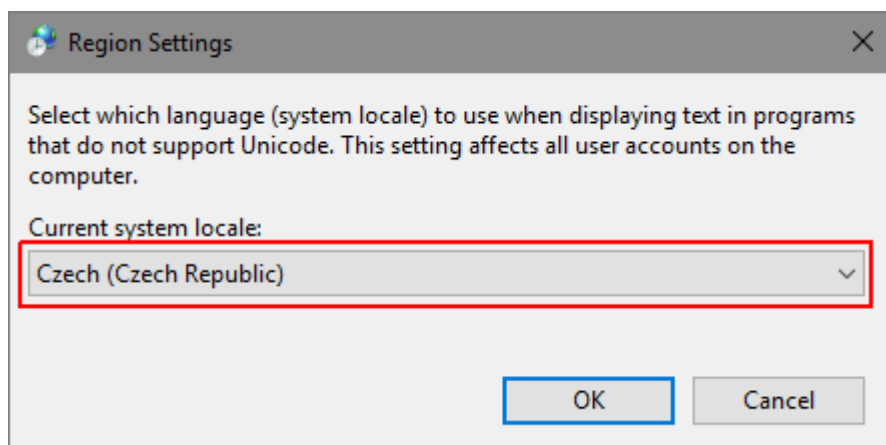 Region Settings
Select which language (system locale) to use when displaying text in programs
that do not support Unicode. This setting affects all user accounts on the
computer.
Current system locale:
Czech (Czech Republic)
OK
Cancel